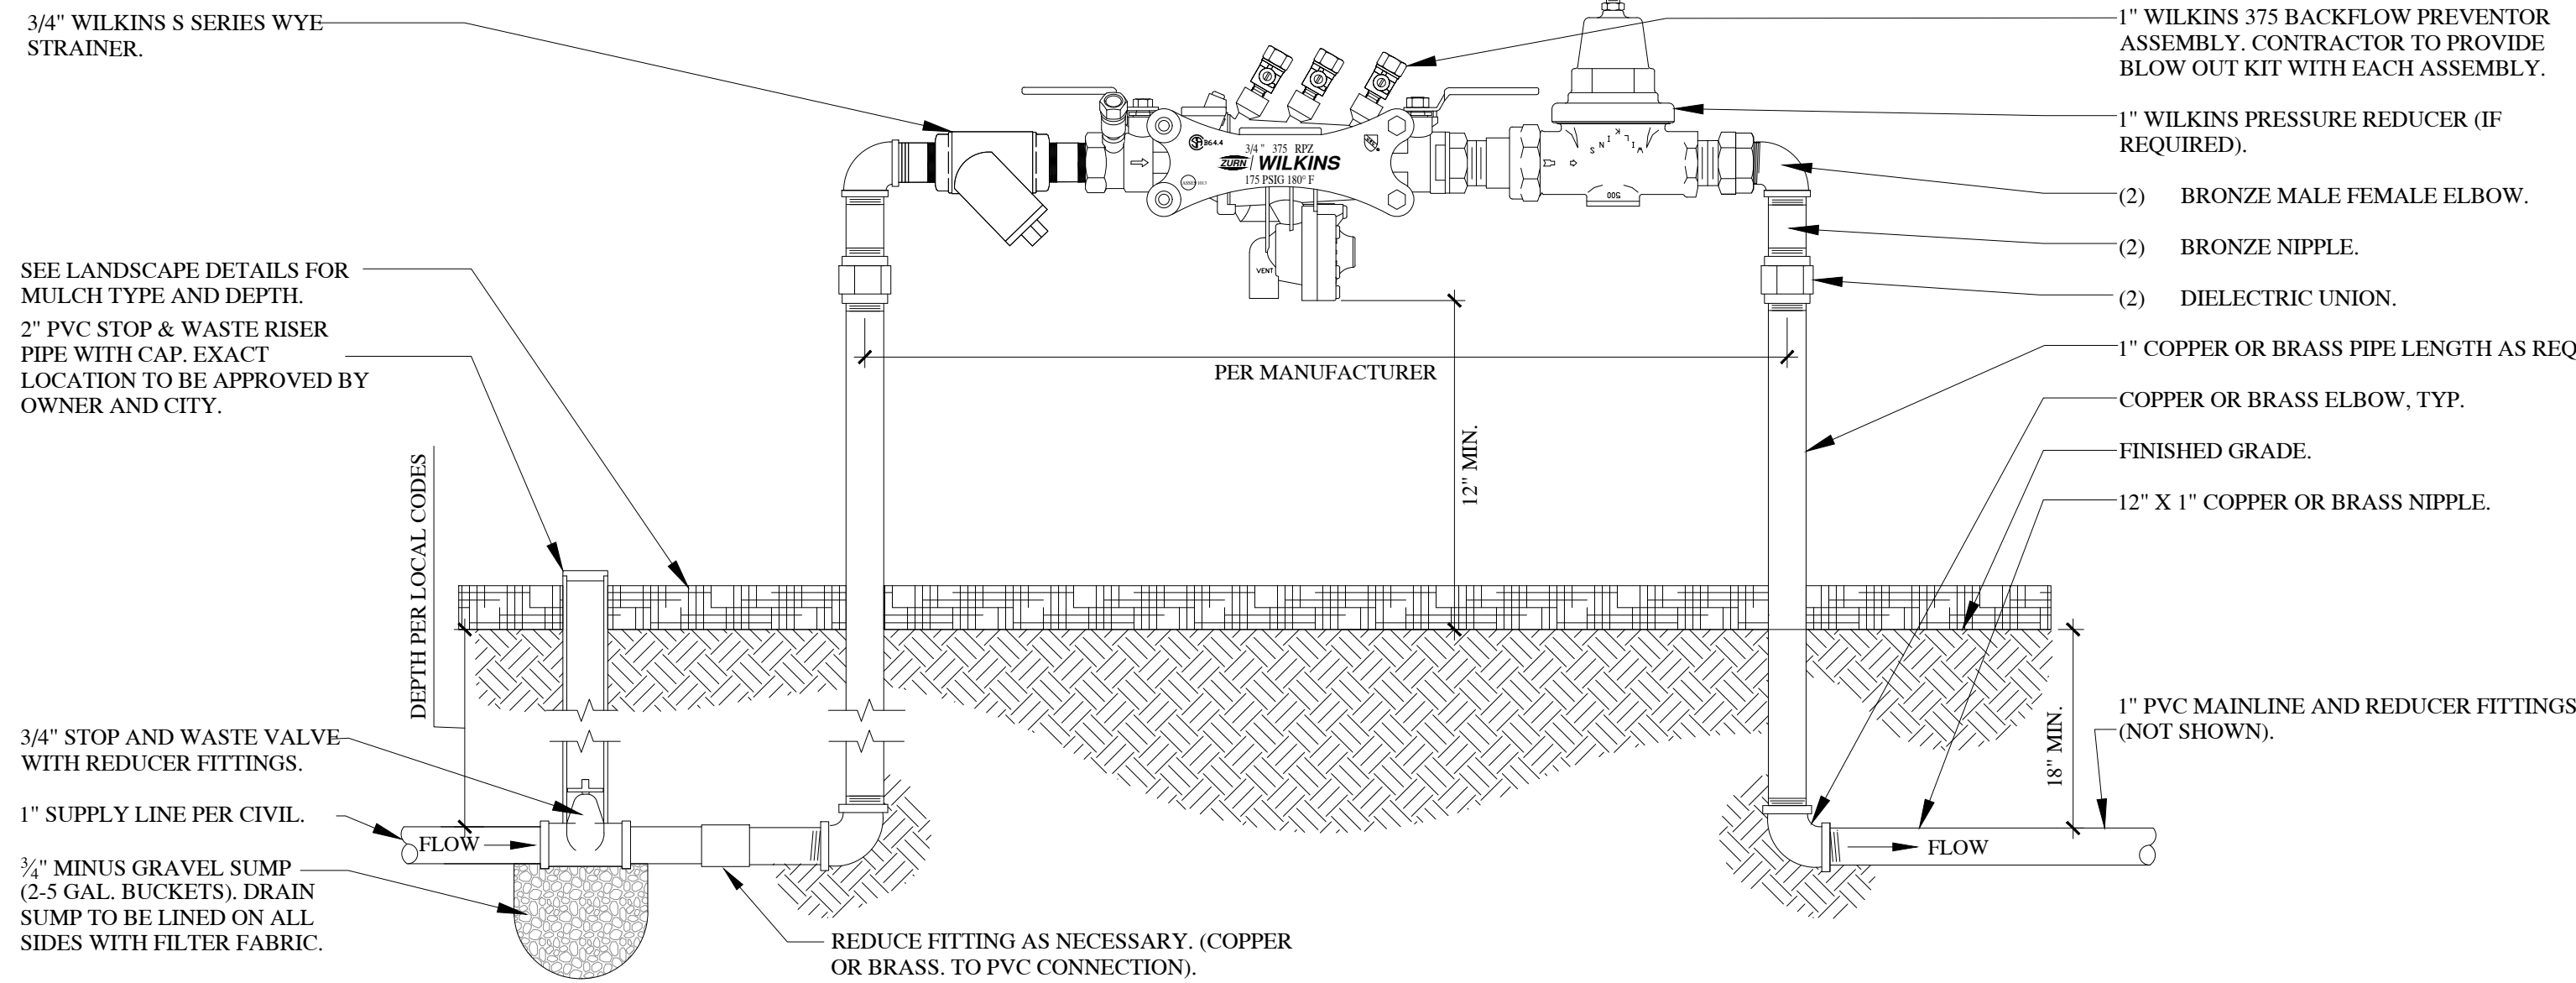 3/4" WILKINS S SERIES WYE
STRAINER.
SEE LANDSCAPE DETAILS FOR
MULCH TYPE AND DEPTH.
2" PVC STOP & WASTE RISER
PIPE WITH CAP. EXACT
LOCATION TO BE APPROVED BY
OWNER AND CITY.
DEPTH PER LOCAL CODES
3/4" STOP AND WASTE VALVE
WITH REDUCER FITTINGS.
1" SUPPLY LINE PER CIVIL.
FLOW
¾" MINUS GRAVEL SUMP
(2-5 GAL. BUCKETS). DRAIN
SUMP TO BE LINED ON ALL
SIDES WITH FILTER FABRIC.
REDUCE FITTING AS NECESSARY. (COPPER
OR BRASS. TO PVC CONNECTION).
B64.4
3/4" 375 RPZ
ZURN WILKINS
175 PSIG 180° F
VENT
WILKINS
500
PER MANUFACTURER
12" MIN.
1" WILKINS 375 BACKFLOW PREVENTOR
ASSEMBLY. CONTRACTOR TO PROVIDE
BLOW OUT KIT WITH EACH ASSEMBLY.
1" WILKINS PRESSURE REDUCER (IF
REQUIRED).
(2) BRONZE MALE FEMALE ELBOW.
(2) BRONZE NIPPLE.
(2) DIELECTRIC UNION.
1" COPPER OR BRASS PIPE LENGTH AS REQ
COPPER OR BRASS ELBOW, TYP.
FINISHED GRADE.
12" X 1" COPPER OR BRASS NIPPLE.
1" PVC MAINLINE AND REDUCER FITTINGS
(NOT SHOWN).
18" MIN.
FLOW